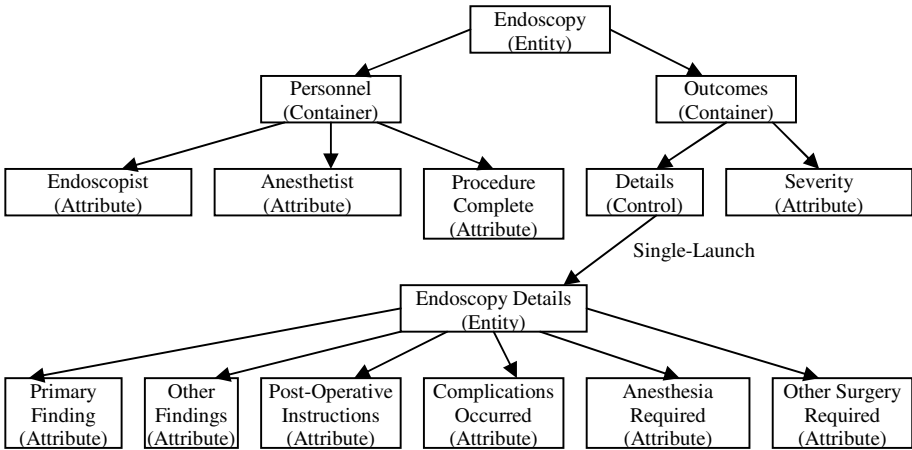 Endoscopy
(Entity)
Personnel
(Container)
Outcomes
(Container)
Endoscopist
(Attribute)
Anesthetist
(Attribute)
Procedure
Complete
(Attribute)
Details
(Control)
Severity
(Attribute)
Single-Launch
Endoscopy Details
(Entity)
Primary
Finding
(Attribute)
Other
Findings
(Attribute)
Post-Operative
Instructions
(Attribute)
Complications
Occurred
(Attribute)
Anesthesia
Required
(Attribute)
Other Surgery
Required
(Attribute)